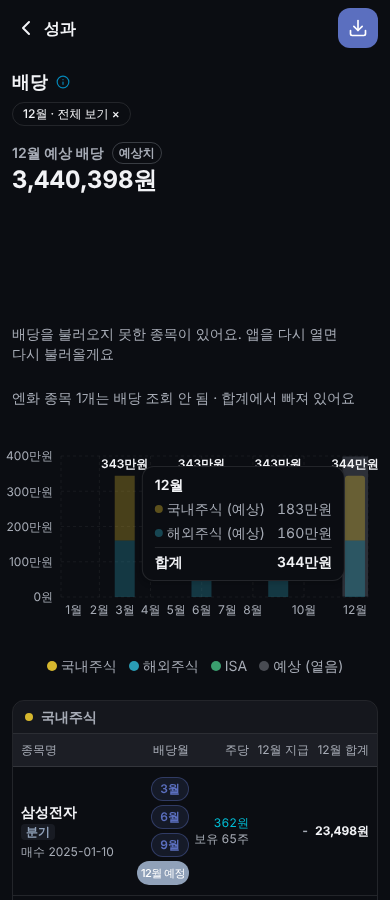 성과
배당
12월 · 전체 보기 ×
12월 예상 배당 예상치
3,440,398원
배당을 불러오지 못한 종목이 있어요. 앱을 다시 열면
다시 불러올게요
엔화 종목 1개는 배당 조회 안 됨 · 합계에서 빠져 있어요
400만원
343만원 343만원 343만원 344만원
300만원
200만원
100만원
0원
12월
국내주식 (예상) 183만원
해외주식 (예상) 160만원
합계 344만원
1월 2월 3월 4월 5월 6월 7월 8월 10월 12월
국내주식 해외주식 ISA 예상 (옅음)
국내주식
종목명 배당월 주당 12월 지급 12월 합계
삼성전자
분기
매수 2025-01-10
3월
6월
9월
12월 예정
362원
보유 65주
- 23,498원